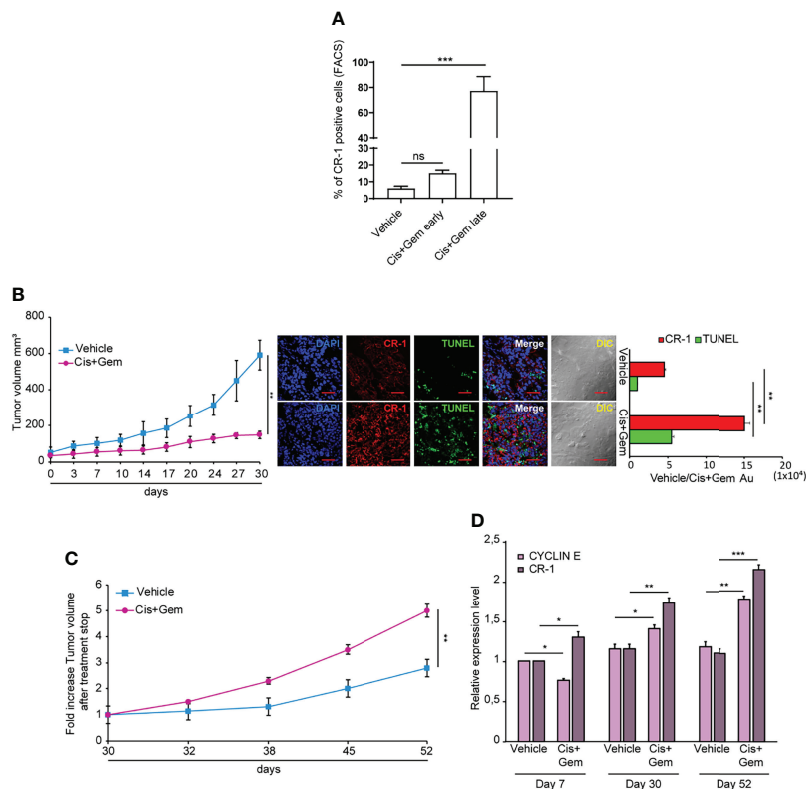 A
% of CR-1 positive cells (FACS)
100
80
60
40
30
20
10
0
***
ns
Vehicle
Cis+Gem early
Cis+Gem late
B
Tumor volume mm³
800
600
400
200
0
Vehicle
Cis+Gem
**
0 3 7 10 14 17 20 24 27 30
days
DAPI CR-1 TUNEL Merge DIC
DAPI CR-1 TUNEL Merge DIC
CR-1 TUNEL
Vehicle
Cis+Gem
** **
0 5 10 15 20
(1x10⁴)
Vehicle/Cis+Gem Au
C
Fold increase Tumor volume
after treatment stop
6
5
4
3
2
1
0
Vehicle
Cis+Gem
**
30 32 38 45 52
days
D
Relative expression level
2,5
2
1,5
1
0,5
0
CYCLIN E
CR-1
* * * ** ** ***
Vehicle Cis+ Vehicle Cis+ Vehicle Cis+
Gem Gem Gem
Day 7 Day 30 Day 52